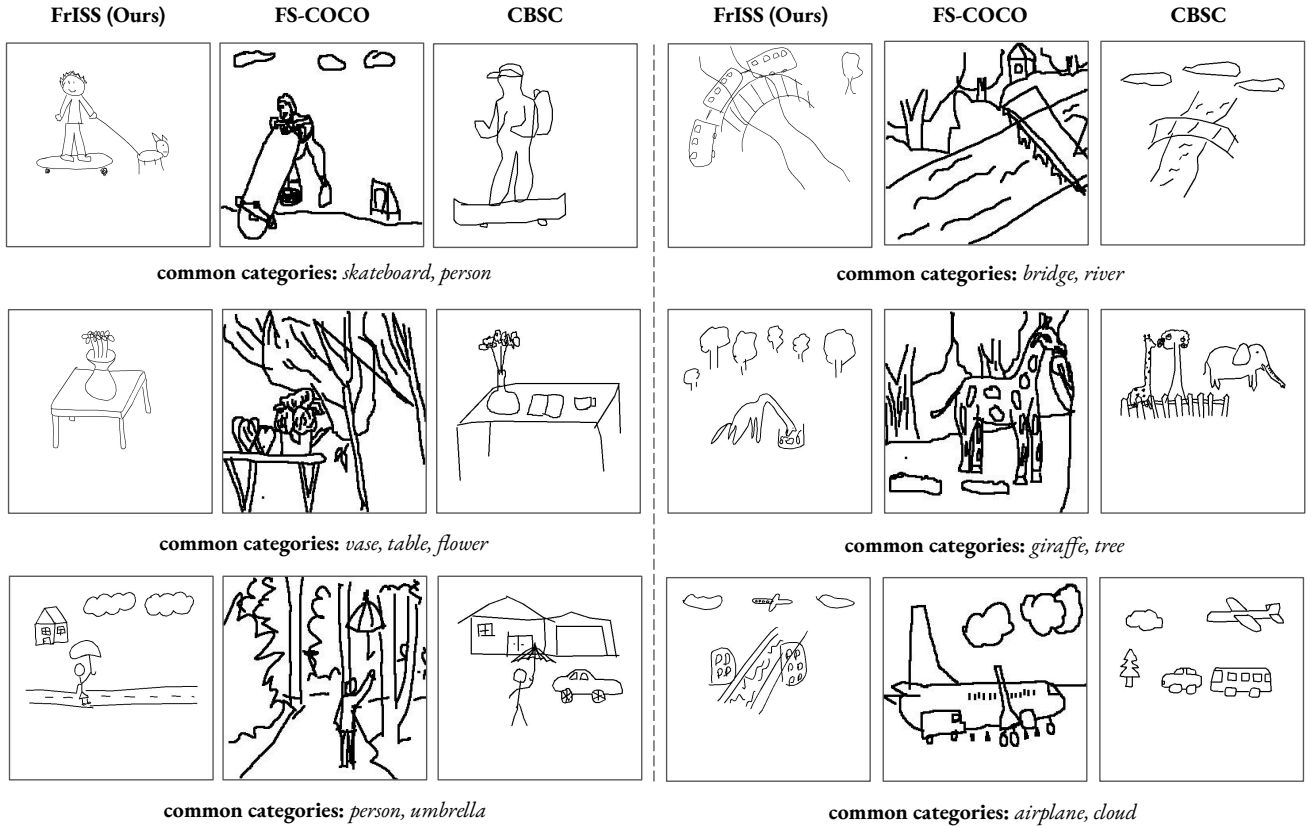 FrISS (Ours) FS-COCO CBSC FrISS (Ours) FS-COCO CBSC
common categories: skateboard, person
common categories: bridge, river
common categories: vase, table, flower
common categories: giraffe, tree
common categories: person, umbrella
common categories: airplane, cloud